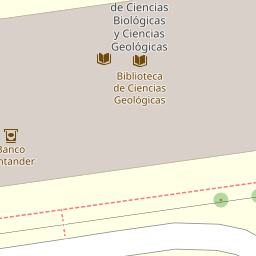 de Ciencias
Biológicas
y Ciencias
Geológicas
Biblioteca
de Ciencias
Geológicas
Banco
ntander